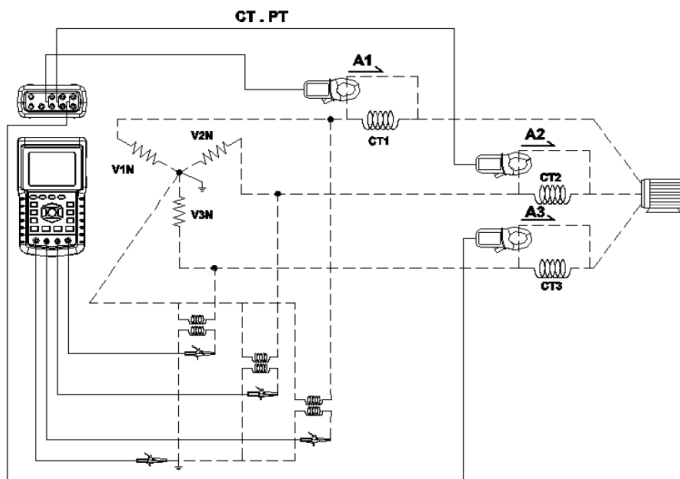 CT . PT
A1
CT1
V2N
V1N
A2
CT2
V3N
A3
CT3